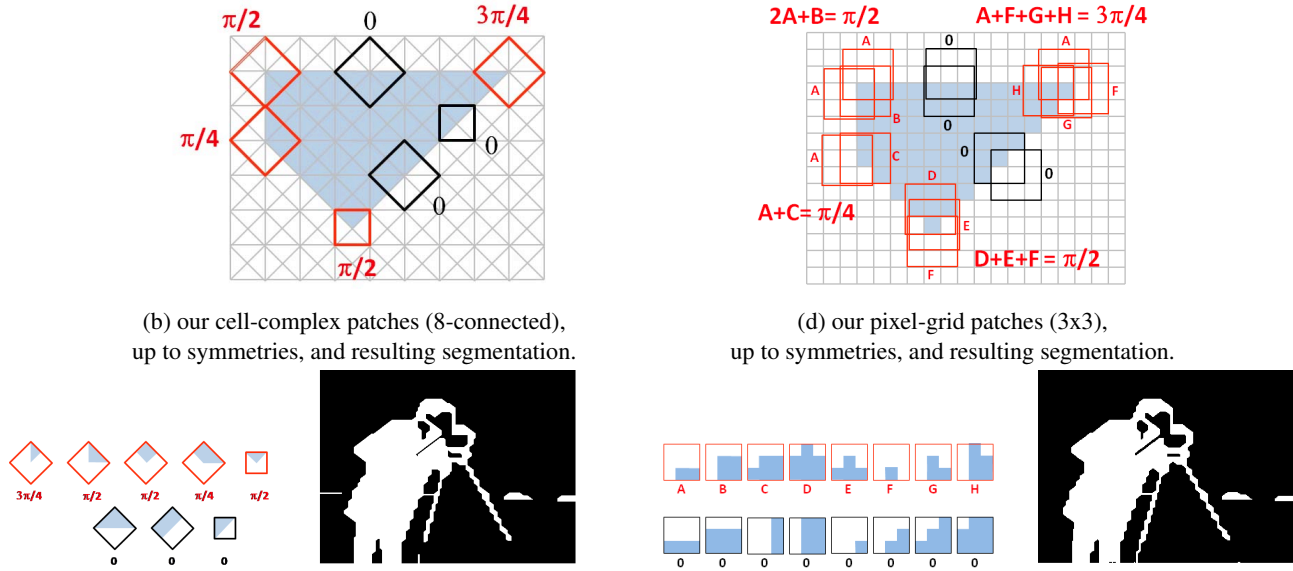 π/2
0
3π/4
π/4
0
0
π/2
2A+B= π/2
A+F+G+H = 3π/4
A
0
A
A
H
F
B
0
G
A
C
0
0
D
A+C= π/4
E
D+E+F = π/2
F
(b) our cell-complex patches (8-connected),
up to symmetries, and resulting segmentation.
(d) our pixel-grid patches (3x3),
up to symmetries, and resulting segmentation.
3π/4 π/2 π/2 π/4 π/2
0 0 0
A B C D E F G H
0 0 0 0 0 0 0 0